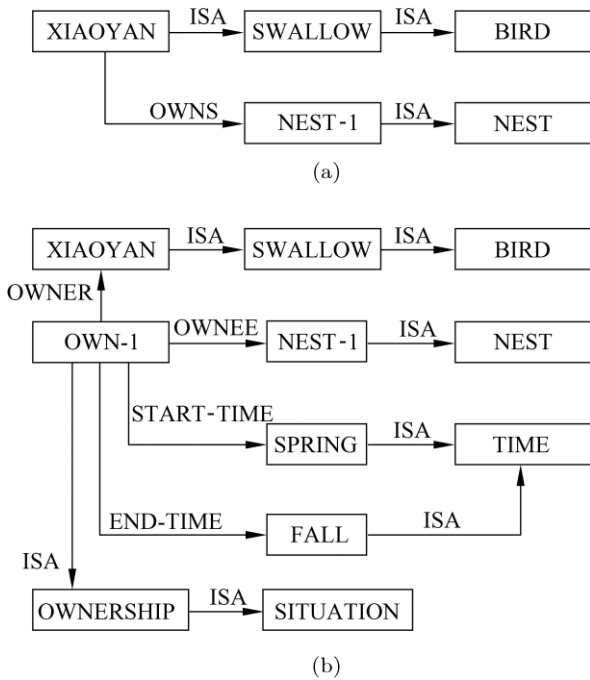 XIAOYAN ISA SWALLOW ISA BIRD
OWNS NEST-1 ISA NEST
(a)
XIAOYAN ISA SWALLOW ISA BIRD
OWNER
OWN-1 OWNEE NEST-1 ISA NEST
START-TIME
SPRING ISA TIME
END-TIME FALL ISA
ISA
OWNERSHIP ISA SITUATION
(b)